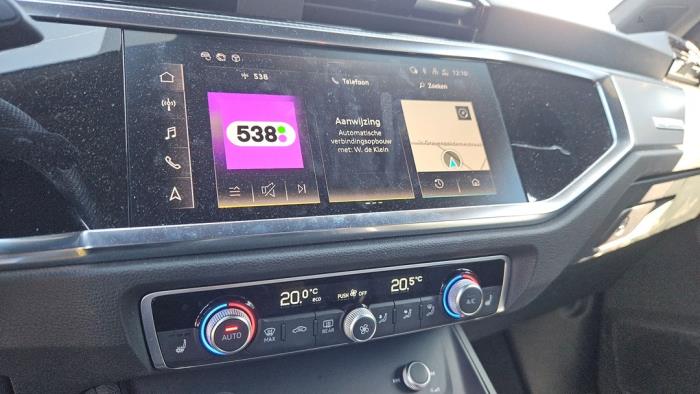 12:10
538
Telefoon
Zoeken
538
Aanwijzing
Automatische
verbindingsopbouw
met: W. de Klein
20.0°C
eco
PUSH OFF
20.5°C
AUTO
MAX
REAR
A/C